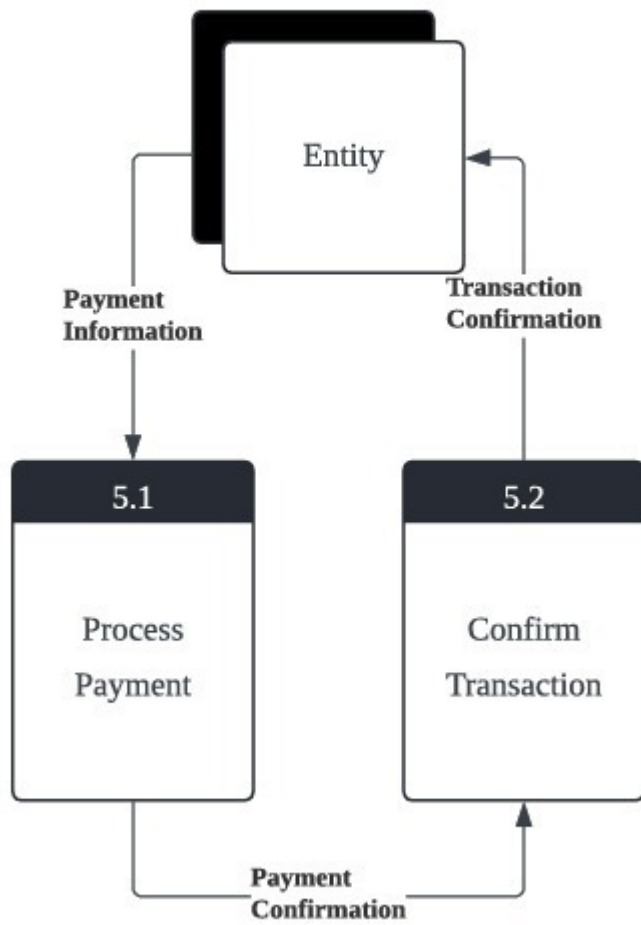 Entity
Payment
Information
Transaction
Confirmation
5.1
Process
Payment
5.2
Confirm
Transaction
Payment
Confirmation